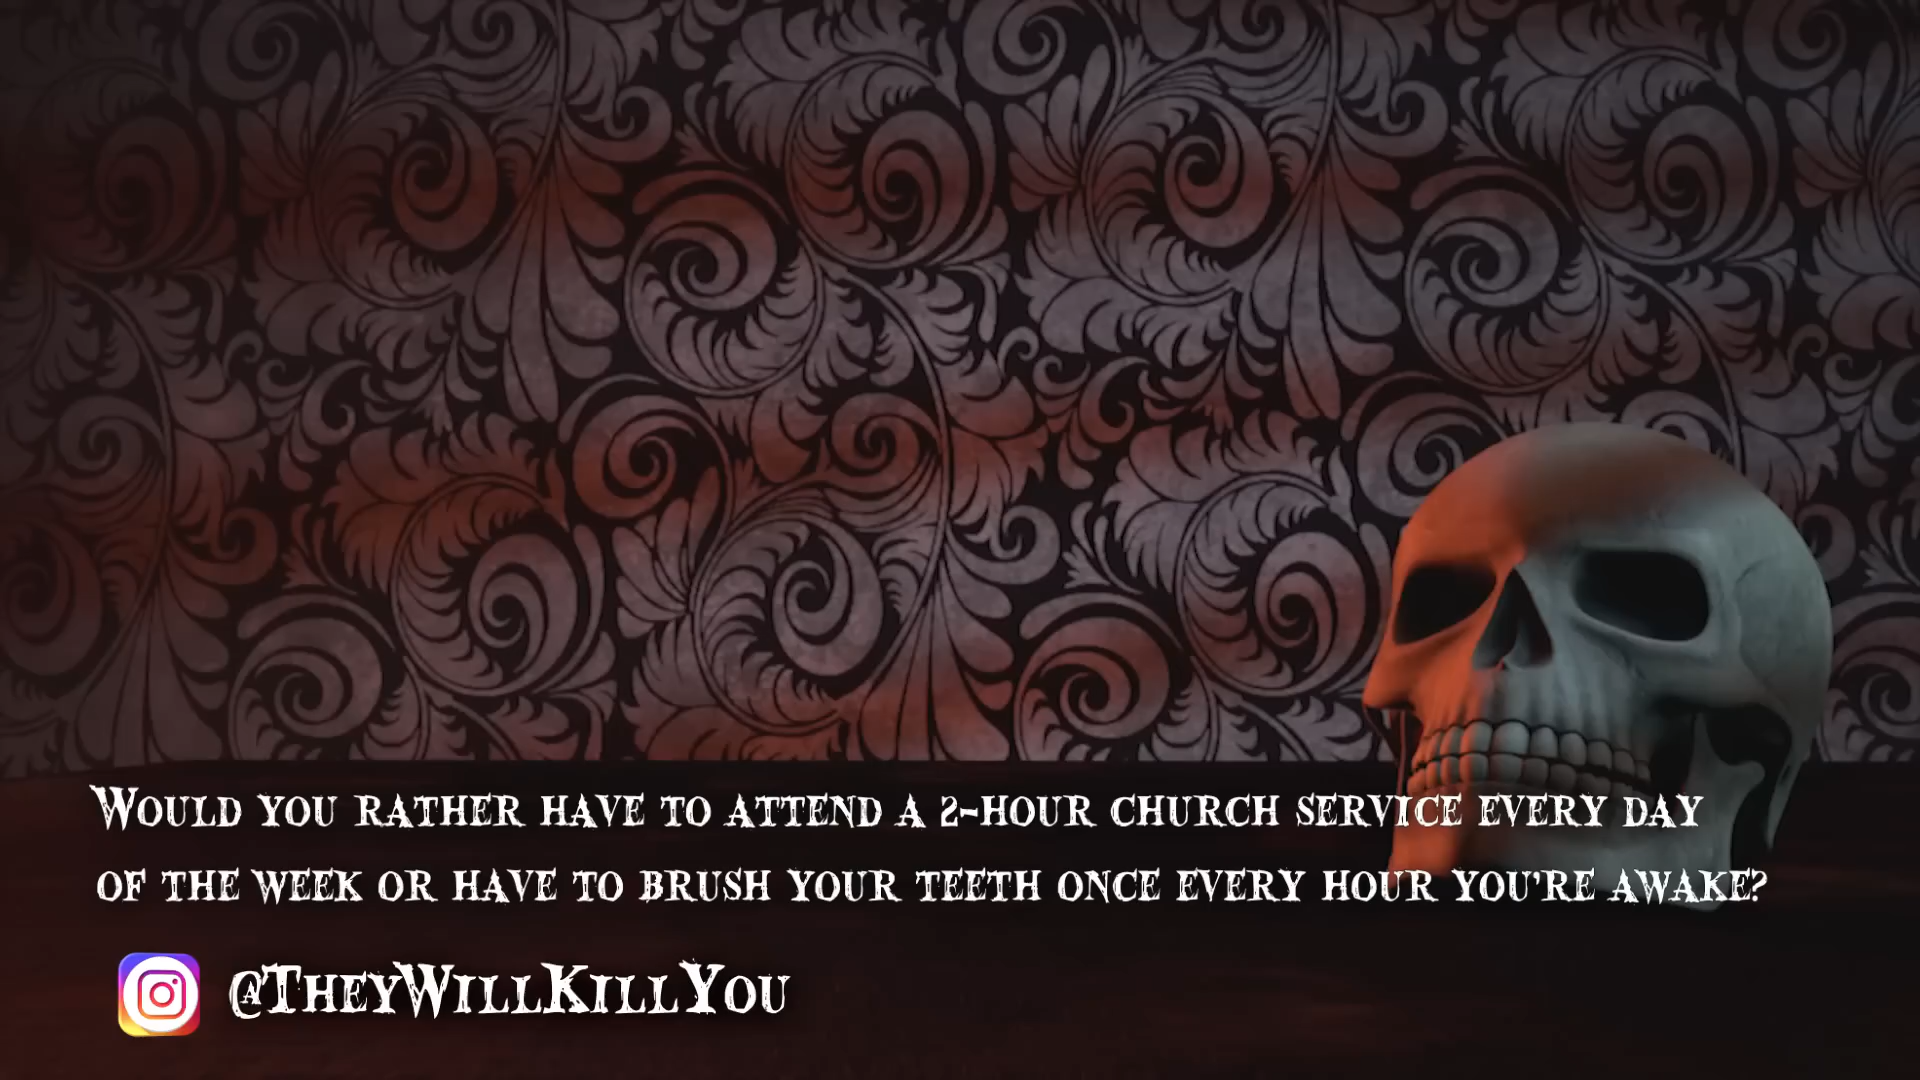 Would you rather have to attend a 2-hour church service every day
of the week or have to brush your teeth once every hour you're awake?
@TheyWillKillYou